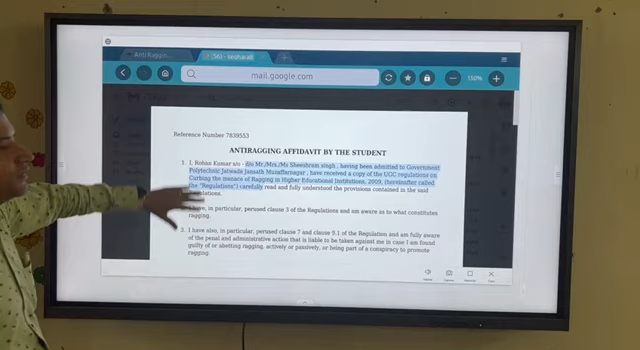 Anti Raggin...
mail.google.com
150%
Reference Number 7839553
ANTIRAGGING AFFIDAVIT BY THE STUDENT
1. I, Rohan Kumar s/o - d/o Mr./Mrs./Ms Sheeshram singh , having been admitted to Government
Polytechnic Jatwada Jansath Muzaffarnagar , have received a copy of the UGC regulations on
Curbing the menace of Ragging in Higher Educational Institutions, 2009, (hereinafter called
the "Regulations") carefully read and fully understood the provisions contained in the said
have, in particular, perused clause 3 of the Regulations and am aware as to what constitutes
ragging.
3. I have also, in particular, perused clause 7 and clause 9.1 of the Regulation and am fully aware
of the penal and administrative action that is liable to be taken against me in case I am found
guilty of or abetting ragging, actively or passively, or being part of a conspiracy to promote
ragging.